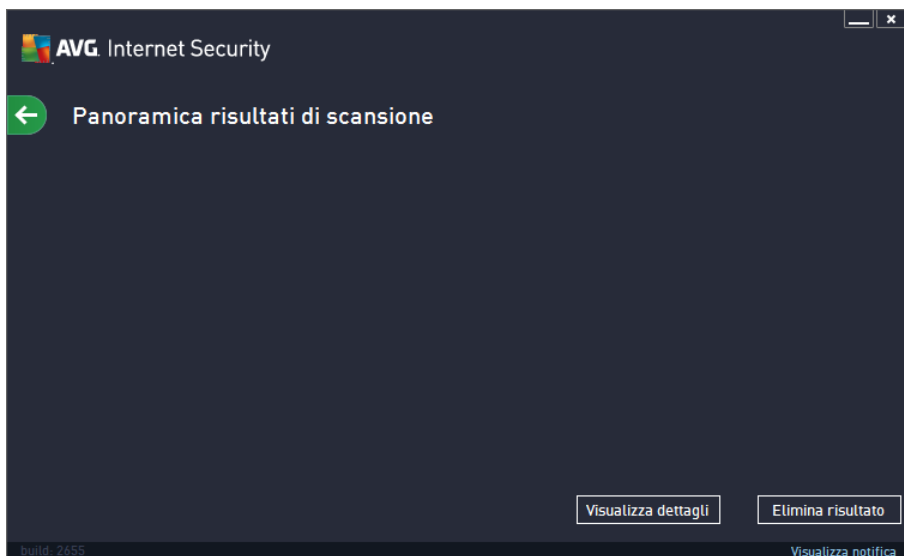 AVG. Internet Security
Panoramica risultati di scansione
Visualizza dettagli
Elimina risultato
build: 2655
Visualizza notifica